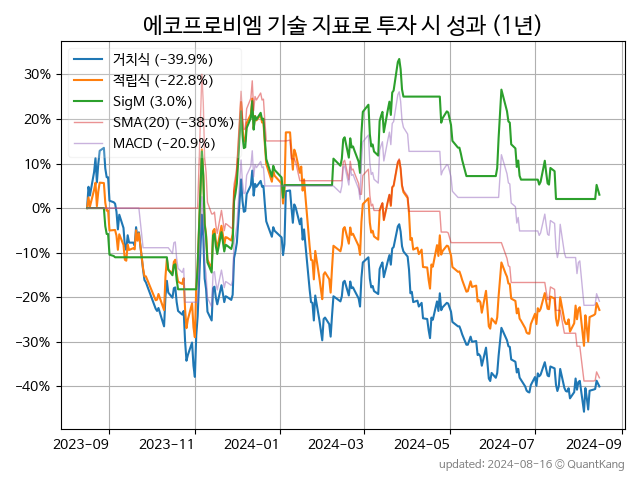 에코프로비엠 기술 지표로 투자 시 성과 (1년)
거치식 (−39.9%)
적립식 (−22.8%)
SigM (3.0%)
SMA(20) (−38.0%)
MACD (−20.9%)
30%
20%
10%
0%
−10%
−20%
−30%
−40%
2023-09 2023-11 2024-01 2024-03 2024-05 2024-07 2024-09
updated: 2024-08-16 © QuantKang